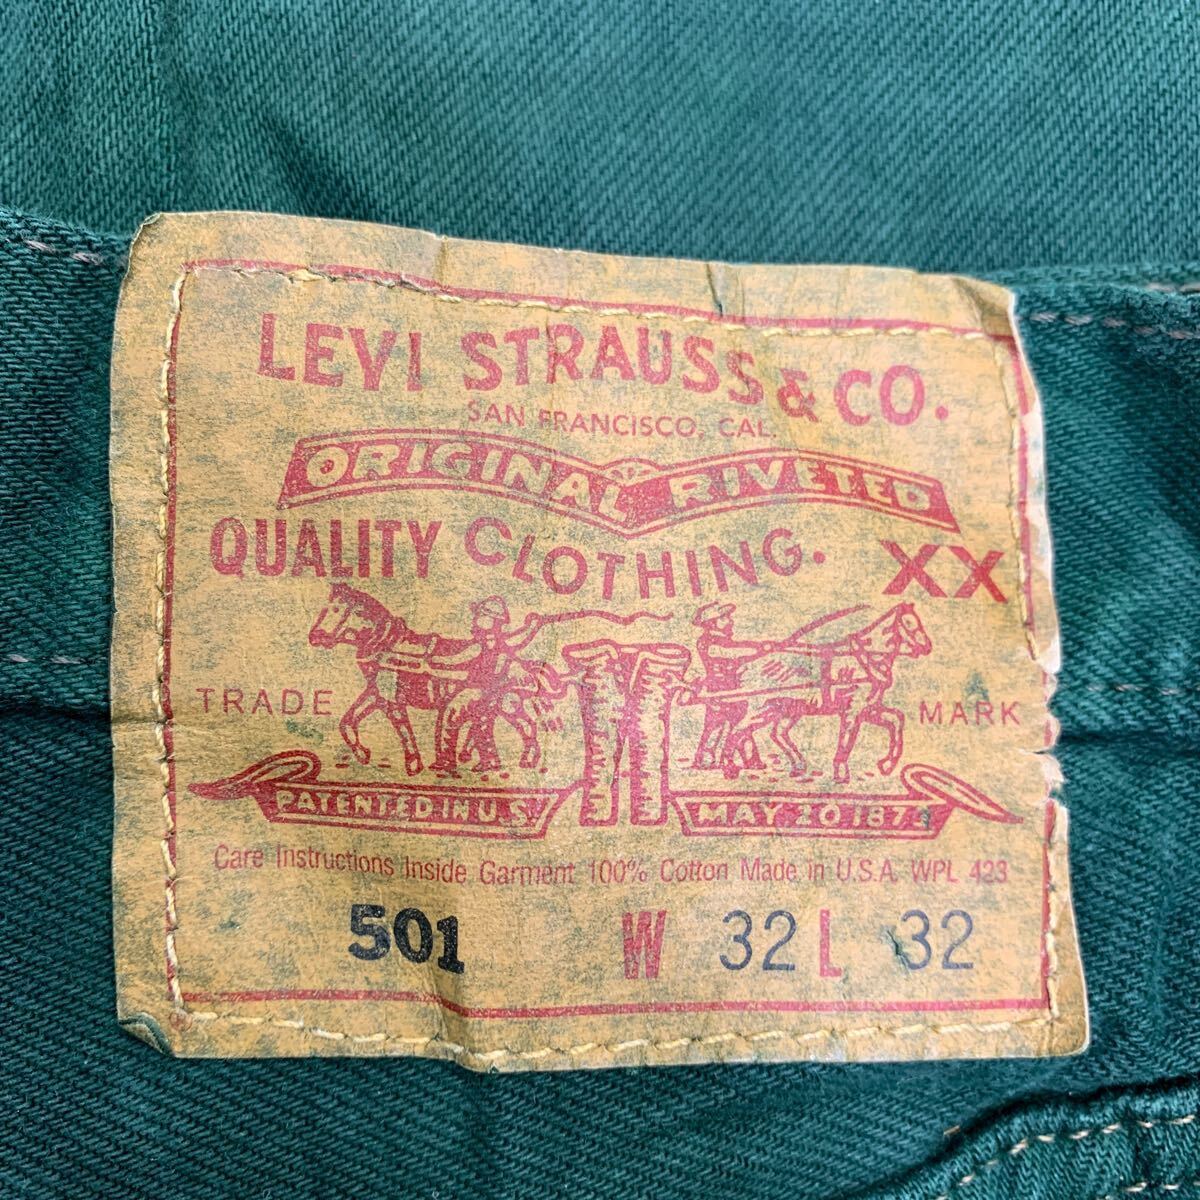 LEVI STRAUSS & CO.
SAN FRANCISCO, CAL.
ORIGINAL RIVETED
QUALITY CLOTHING. XX
TRADE MARK
PATENTED IN U.S. MAY 20 1873
Care Instructions Inside Garment 100% Cotton Made in U.S.A. WPL 423
501 W 32 L 32